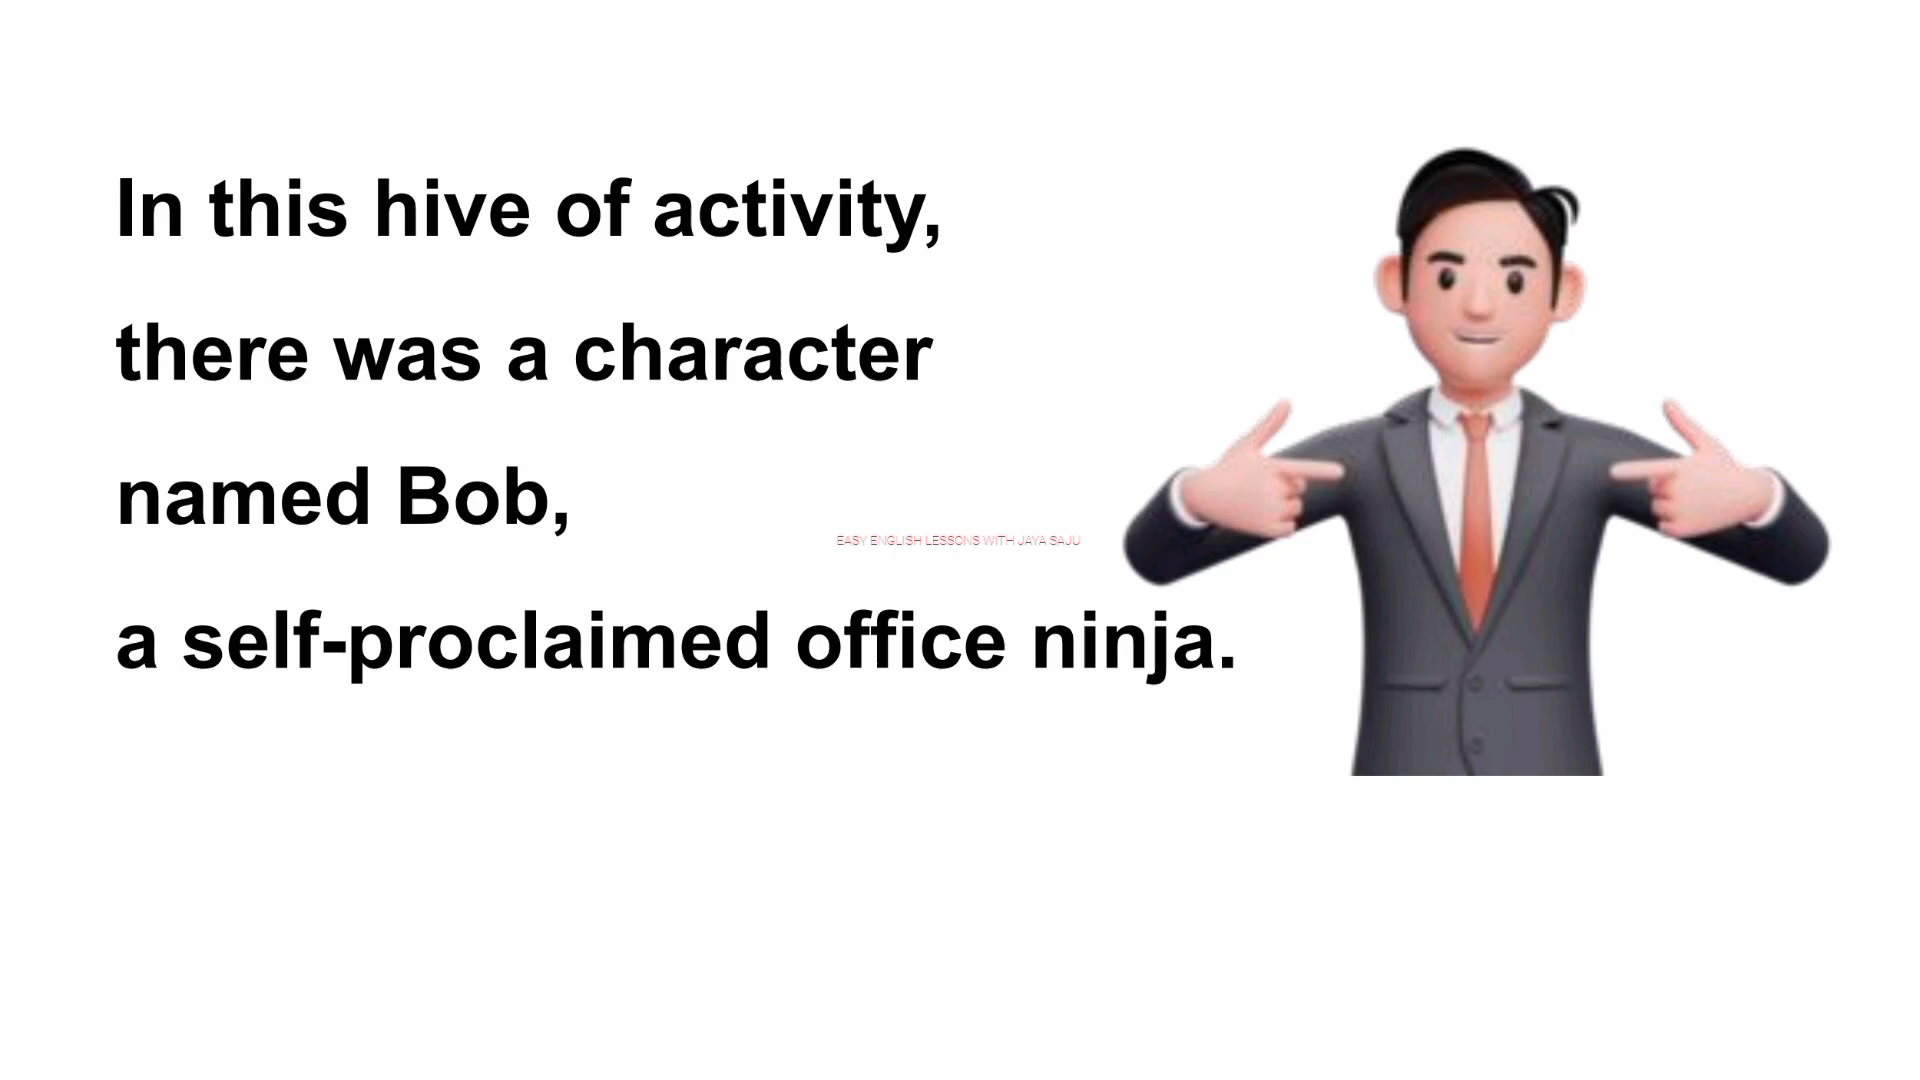 In this hive of activity,
there was a character
named Bob,
EASY ENGLISH LESSONS WITH JAYA SAJU
a self-proclaimed office ninja.